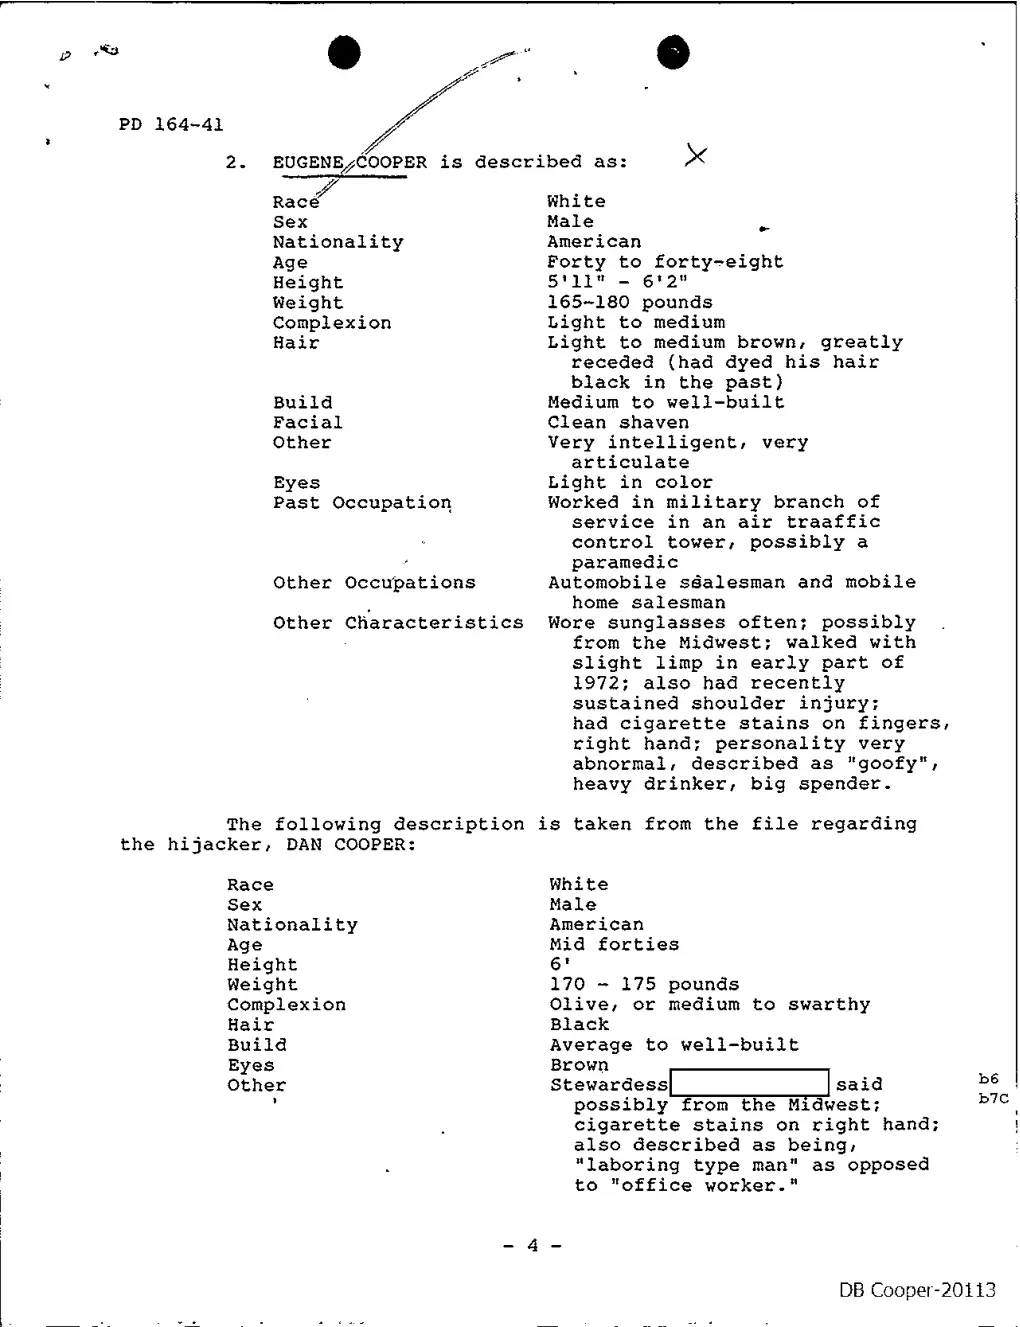 PD 164-41
2. EUGENE COOPER is described as: X
Race White
Sex Male
Nationality American
Age Forty to forty-eight
Height 5'11" - 6'2"
Weight 165-180 pounds
Complexion Light to medium
Hair Light to medium brown, greatly
receded (had dyed his hair
black in the past)
Build Medium to well-built
Facial Clean shaven
Other Very intelligent, very
articulate
Eyes Light in color
Past Occupation Worked in military branch of
service in an air traaffic
control tower, possibly a
paramedic
Other Occupations Automobile sàalesman and mobile
home salesman
Other Characteristics Wore sunglasses often; possibly
from the Midwest; walked with
slight limp in early part of
1972; also had recently
sustained shoulder injury;
had cigarette stains on fingers,
right hand; personality very
abnormal, described as "goofy",
heavy drinker, big spender.
The following description is taken from the file regarding
the hijacker, DAN COOPER:
Race White
Sex Male
Nationality American
Age Mid forties
Height 6'
Weight 170 - 175 pounds
Complexion Olive, or medium to swarthy
Hair Black
Build Average to well-built
Eyes Brown
Other Stewardess said b6
possibly from the Midwest; b7C
cigarette stains on right hand;
also described as being,
"laboring type man" as opposed
to "office worker."
- 4 -
DB Cooper-20113